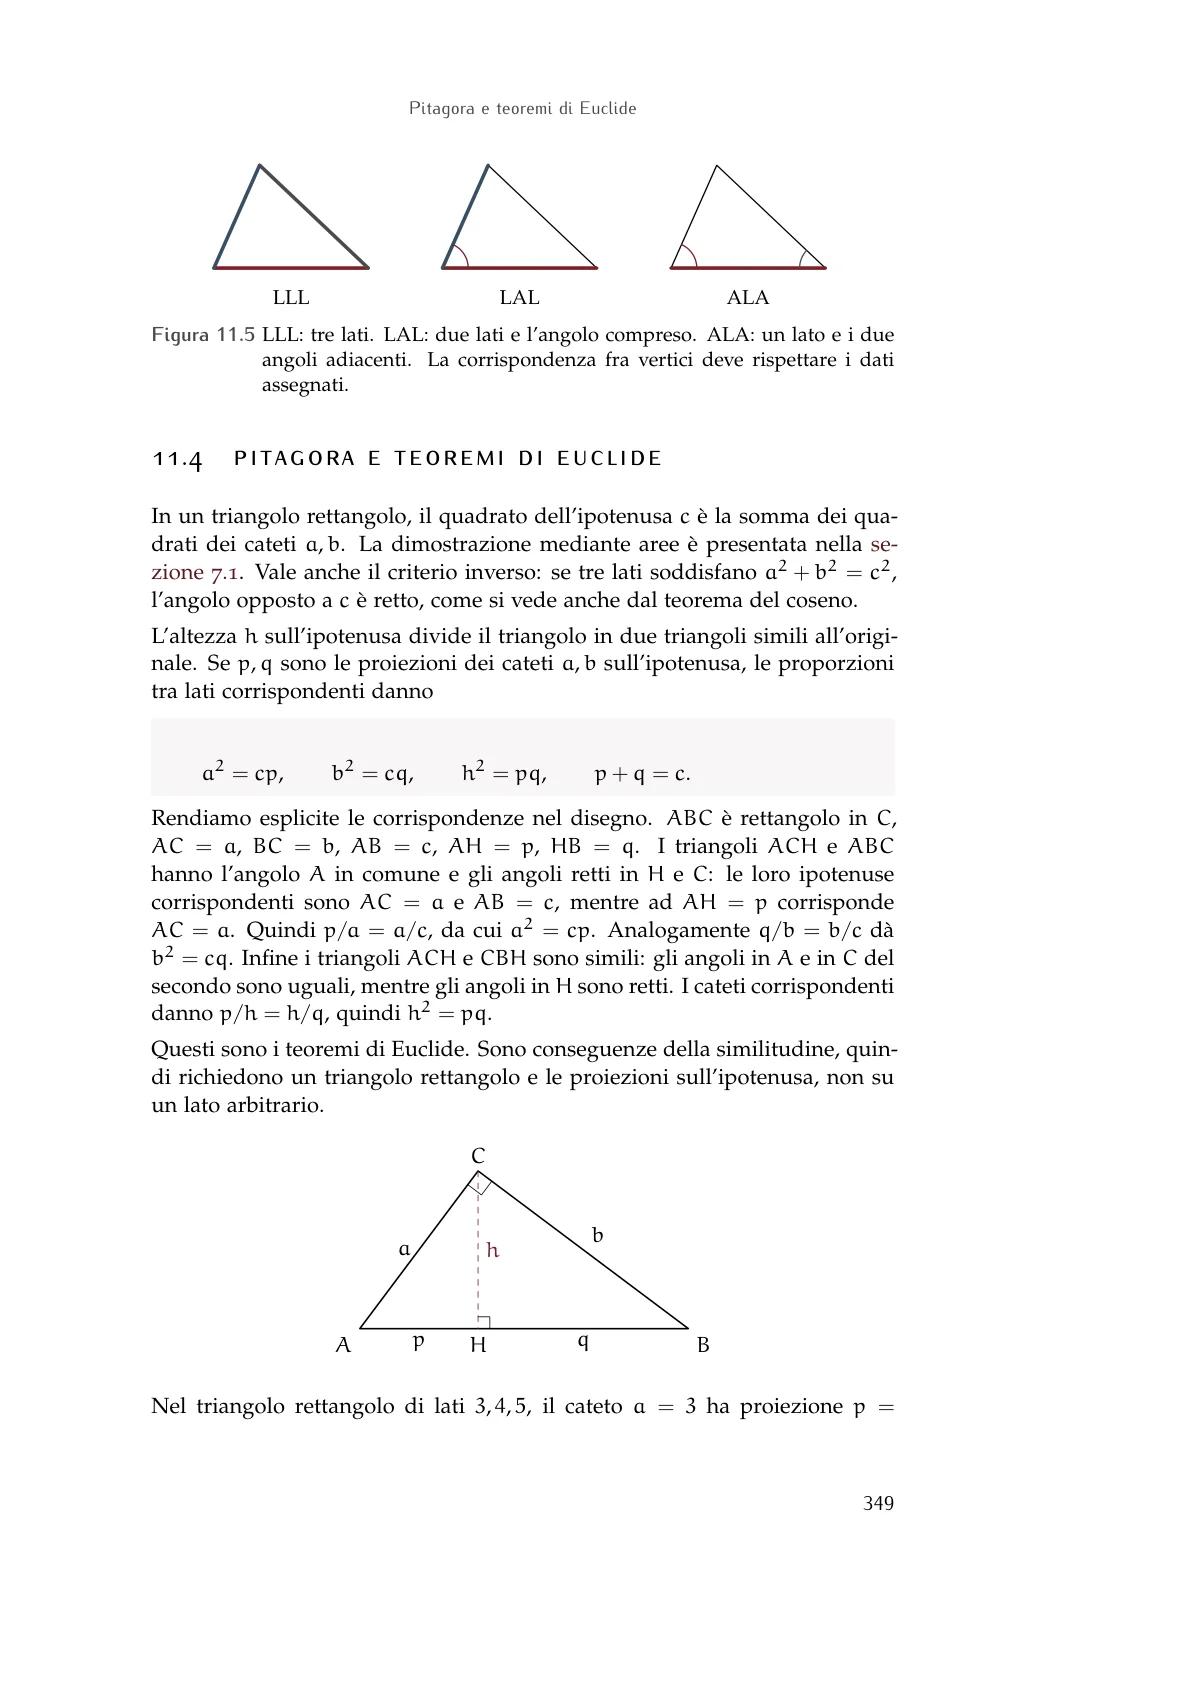 Pitagora e teoremi di Euclide
LLL
LAL
ALA
Figura 11.5 LLL: tre lati. LAL: due lati e l'angolo compreso. ALA: un lato e i due
angoli adiacenti. La corrispondenza fra vertici deve rispettare i dati
assegnati.
11.4 PITAGORA E TEOREMI DI EUCLIDE
In un triangolo rettangolo, il quadrato dell'ipotenusa c è la somma dei qua-
drati dei cateti a, b. La dimostrazione mediante aree è presentata nella se-
zione 7.1. Vale anche il criterio inverso: se tre lati soddisfano a² + b² = c²,
l'angolo opposto a c è retto, come si vede anche dal teorema del coseno.
L'altezza h sull'ipotenusa divide il triangolo in due triangoli simili all'origi-
nale. Se p, q sono le proiezioni dei cateti a, b sull'ipotenusa, le proporzioni
tra lati corrispondenti danno
a² = cp, b² = cq, h² = pq, p + q = c.
Rendiamo esplicite le corrispondenze nel disegno. ABC è rettangolo in C,
AC = a, BC = b, AB = c, AH = p, HB = q. I triangoli ACH e ABC
hanno l'angolo A in comune e gli angoli retti in H e C: le loro ipotenuse
corrispondenti sono AC = a e AB = c, mentre ad AH = p corrisponde
AC = a. Quindi p/a = a/c, da cui a² = cp. Analogamente q/b = b/c dà
b² = cq. Infine i triangoli ACH e CBH sono simili: gli angoli in A e in C del
secondo sono uguali, mentre gli angoli in H sono retti. I cateti corrispondenti
danno p/h = h/q, quindi h² = pq.
Questi sono i teoremi di Euclide. Sono conseguenze della similitudine, quin-
di richiedono un triangolo rettangolo e le proiezioni sull'ipotenusa, non su
un lato arbitrario.
C
b
a
h
A
p
H
q
B
Nel triangolo rettangolo di lati 3, 4, 5, il cateto a = 3 ha proiezione p =
349